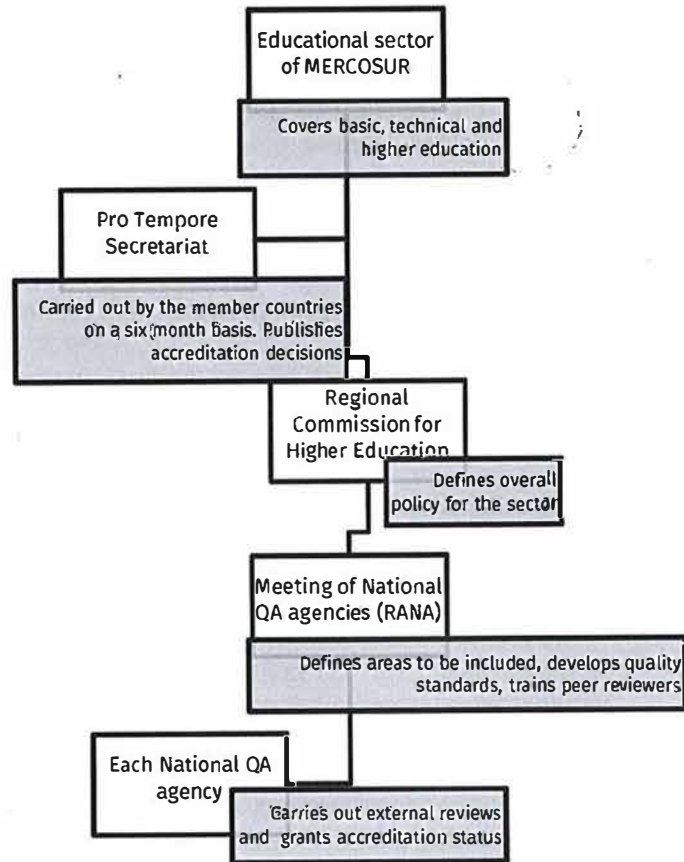 Educational sector
of MERCOSUR
Covers basic, technical and
higher education
Pro Tempore
Secretariat
Carried out by the member countries
on a six(month basis. Publishes
accreditation decisions
Regional
Commission for
Higher Education
Defines overall
policy for the sector
Meeting of National
QA agencies (RANA)
Defines areas to be included, develops quality
standards, trains peer reviewers
Each National QA
agency
Carries out external reviews
and grants accreditation status